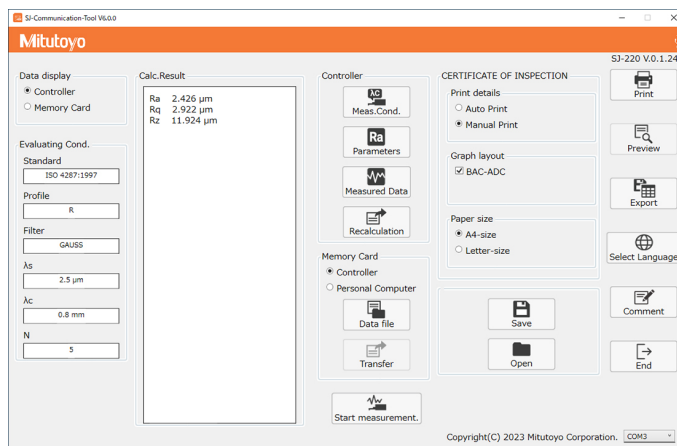 SJ-Communication-Tool V6.0.0
Mitutoyo
SJ-220 V.0.1.24
Data display
Controller
Memory Card
Evaluating Cond.
Standard
ISO 4287:1997
Profile
R
Filter
GAUSS
λs
2.5 μm
λc
0.8 mm
N
5
Calc.Result
Ra 2.426 μm
Rq 2.922 μm
Rz 11.924 μm
Controller
λC
Meas.Cond.
Ra
Parameters
Measured Data
Recalculation
Memory Card
Controller
Personal Computer
Data file
Transfer
Start measurement.
CERTIFICATE OF INSPECTION
Print details
Auto Print
Manual Print
Graph layout
BAC-ADC
Paper size
A4-size
Letter-size
Save
Open
Print
Preview
Export
Select Language
Comment
End
Copyright(C) 2023 Mitutoyo Corporation.
COM3